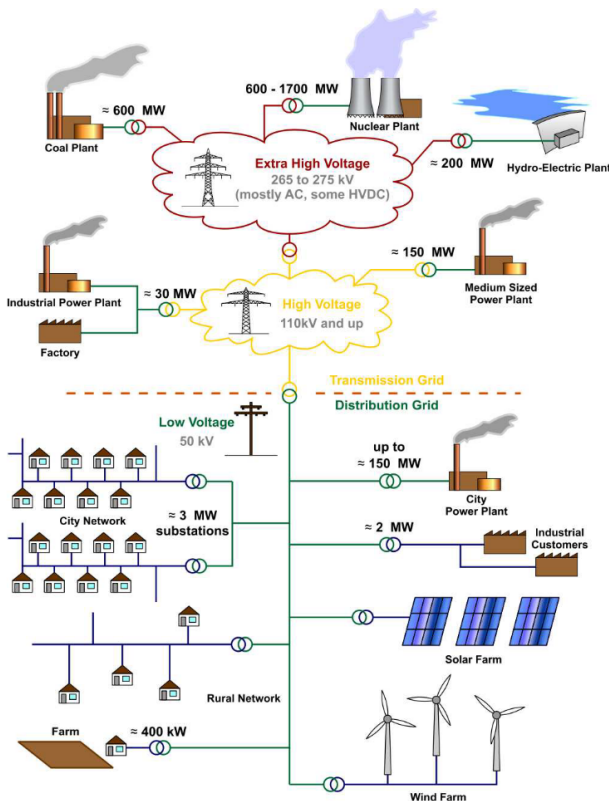 600 - 1700 MW
≈ 600 MW
Nuclear Plant
Coal Plant
Extra High Voltage
265 to 275 kV
(mostly AC, some HVDC)
≈ 200 MW
Hydro-Electric Plant
≈ 150 MW
Medium Sized
Power Plant
Industrial Power Plant
≈ 30 MW
High Voltage
110kV and up
Factory
Transmission Grid
Distribution Grid
Low Voltage
50 kV
up to
≈ 150 MW
City
Power Plant
City Network
≈ 3 MW
substations
≈ 2 MW
Industrial
Customers
Solar Farm
Rural Network
Farm
≈ 400 kW
Wind Farm